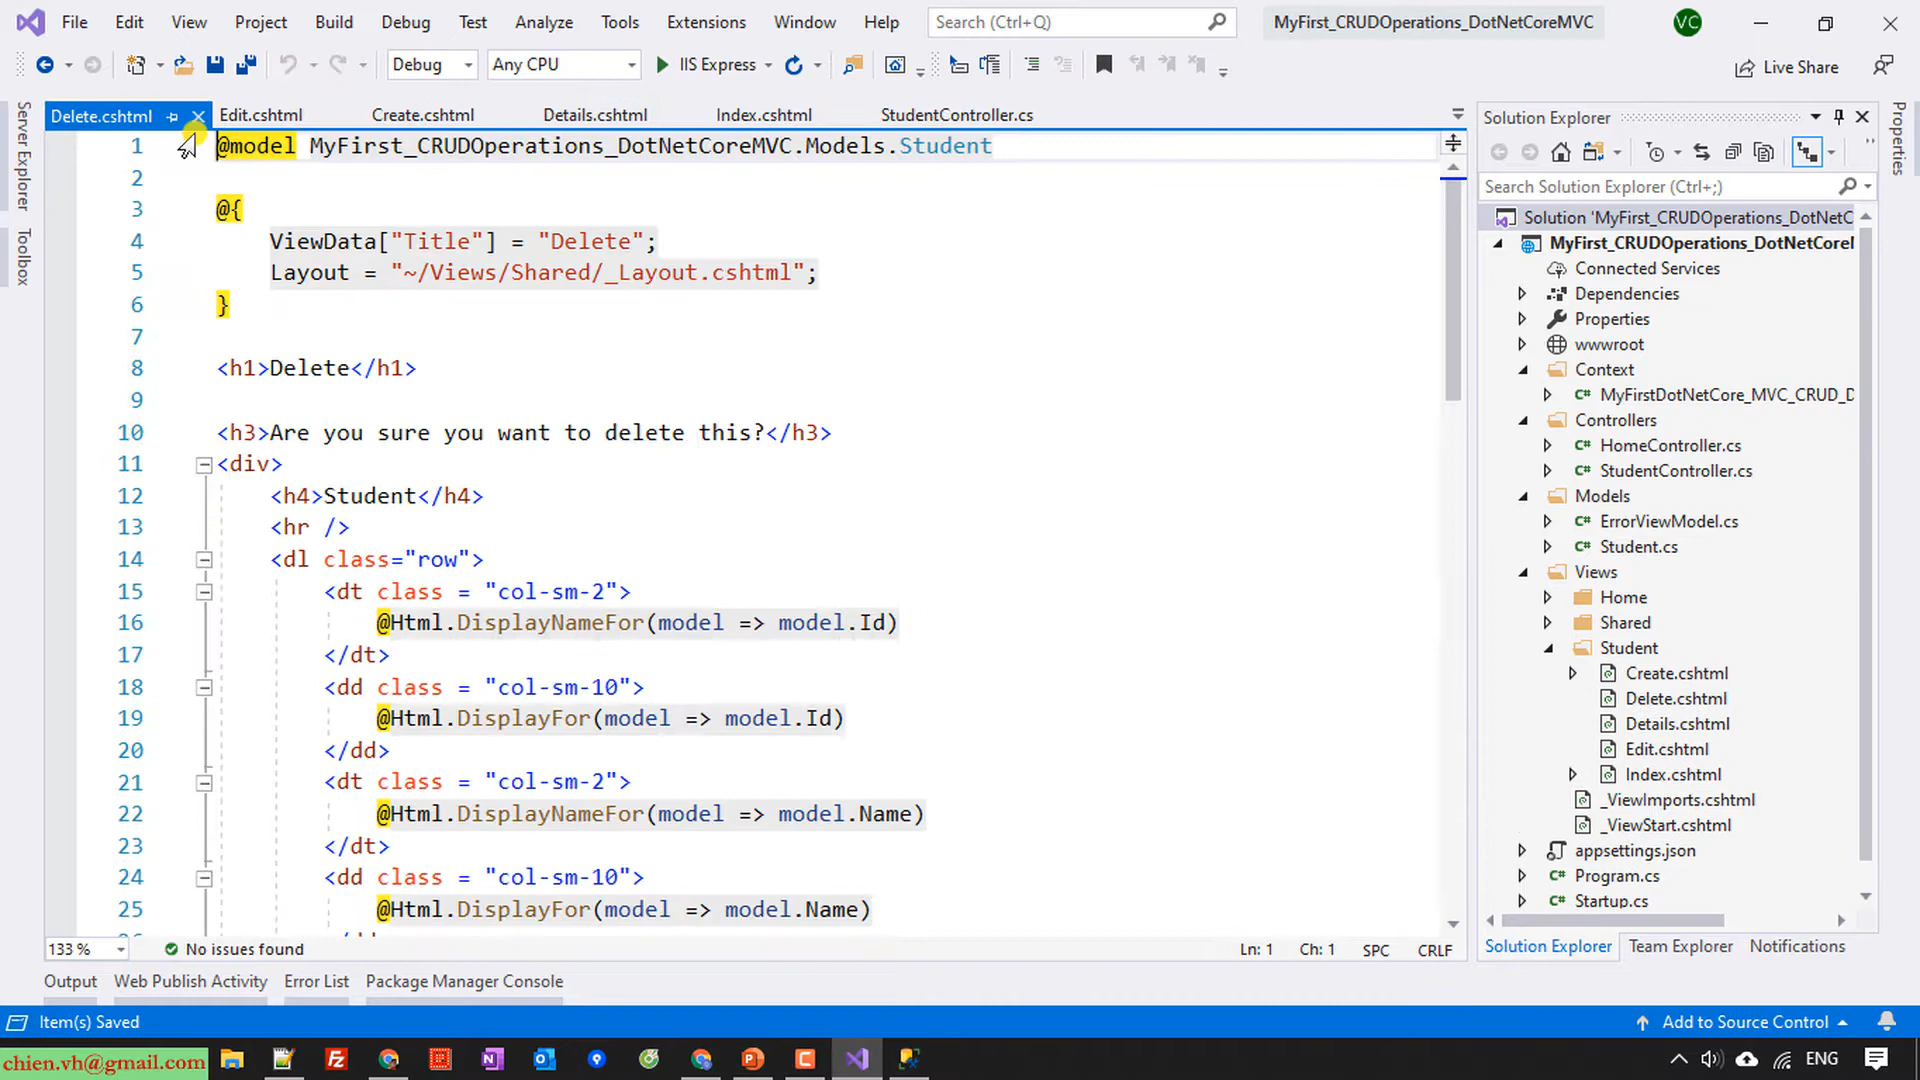 File Edit View Project Build Debug Test Analyze Tools Extensions Window Help Search (Ctrl+Q) MyFirst_CRUDOperations_DotNetCoreMVC VC
Debug Any CPU IIS Express Live Share
Server Explorer
Toolbox
Delete.cshtml Edit.cshtml Create.cshtml Details.cshtml Index.cshtml StudentController.cs
1 @model MyFirst_CRUDOperations_DotNetCoreMVC.Models.Student
2
3 @{
4 ViewData["Title"] = "Delete";
5 Layout = "~/Views/Shared/_Layout.cshtml";
6 }
7
8 <h1>Delete</h1>
9
10 <h3>Are you sure you want to delete this?</h3>
11 <div>
12 <h4>Student</h4>
13 <hr />
14 <dl class="row">
15 <dt class = "col-sm-2">
16 @Html.DisplayNameFor(model => model.Id)
17 </dt>
18 <dd class = "col-sm-10">
19 @Html.DisplayFor(model => model.Id)
20 </dd>
21 <dt class = "col-sm-2">
22 @Html.DisplayNameFor(model => model.Name)
23 </dt>
24 <dd class = "col-sm-10">
25 @Html.DisplayFor(model => model.Name)
133 % No issues found Ln: 1 Ch: 1 SPC CRLF
Solution Explorer
Search Solution Explorer (Ctrl+;)
Solution 'MyFirst_CRUDOperations_DotNetC
MyFirst_CRUDOperations_DotNetCoreI
Connected Services
Dependencies
Properties
wwwroot
Context
C# MyFirstDotNetCore_MVC_CRUD_D
Controllers
C# HomeController.cs
C# StudentController.cs
Models
C# ErrorViewModel.cs
C# Student.cs
Views
Home
Shared
Student
Create.cshtml
Delete.cshtml
Details.cshtml
Edit.cshtml
Index.cshtml
_ViewImports.cshtml
_ViewStart.cshtml
appsettings.json
C# Program.cs
C# Startup.cs
Solution Explorer Team Explorer Notifications
Properties
Output Web Publish Activity Error List Package Manager Console
Item(s) Saved Add to Source Control
chien.vh@gmail.com ENG